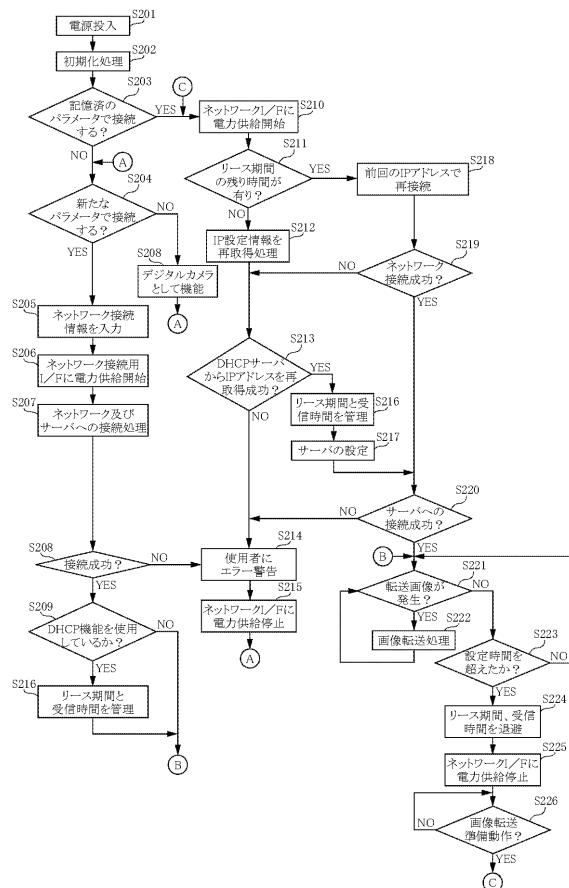 電源投入
S201
初期化処理
S202
記憶済の
パラメータで接続
する?
S203
YES
NO
C
A
新たな
パラメータで接続
する?
S204
NO
YES
デジタルカメラ
として機能
S208
A
ネットワーク接続
情報を入力
S205
ネットワーク接続用
I/Fに電力供給開始
S206
ネットワーク及び
サーバへの接続処理
S207
接続成功?
S208
NO
YES
DHCP機能を使用
しているか?
S209
NO
YES
リース期間と
受信時間を管理
S216
B
ネットワークI/Fに
電力供給開始
S210
リース期間
の残り時間が
有り?
S211
YES
NO
IP設定情報を
再取得処理
S212
DHCPサーバー
からIPアドレスを再
取得成功?
S213
YES
NO
リース期間と受
信時間を管理
S216
サーバの設定
S217
使用者に
エラー警告
S214
ネットワークI/Fに
電力供給停止
S215
A
前回のIPアドレスで
再接続
S218
ネットワーク
接続成功?
S219
NO
YES
サーバへの
接続成功?
S220
NO
YES
B
転送画像が
発生?
S221
NO
YES
画像転送処理
S222
設定時間を
超えたか?
S223
NO
YES
リース期間、受信
時間を退避
S224
ネットワークI/Fに
電力供給停止
S225
画像転送
準備動作?
S226
NO
YES
C